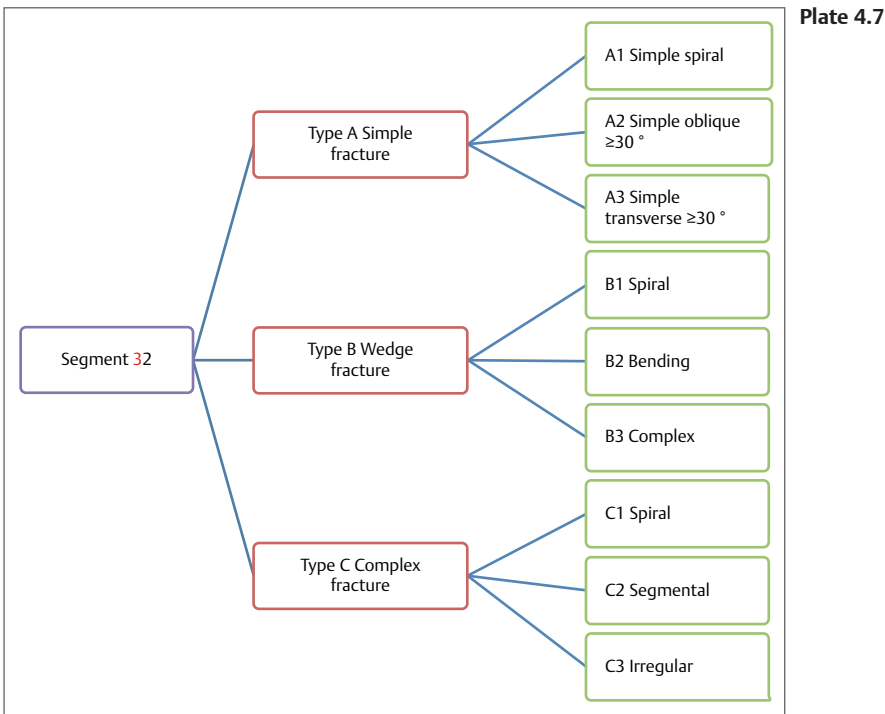 Plate 4.7
Segment 32
Type A Simple
fracture
A1 Simple spiral
A2 Simple oblique
≥30 °
A3 Simple
transverse ≥30 °
Type B Wedge
fracture
B1 Spiral
B2 Bending
B3 Complex
Type C Complex
fracture
C1 Spiral
C2 Segmental
C3 Irregular